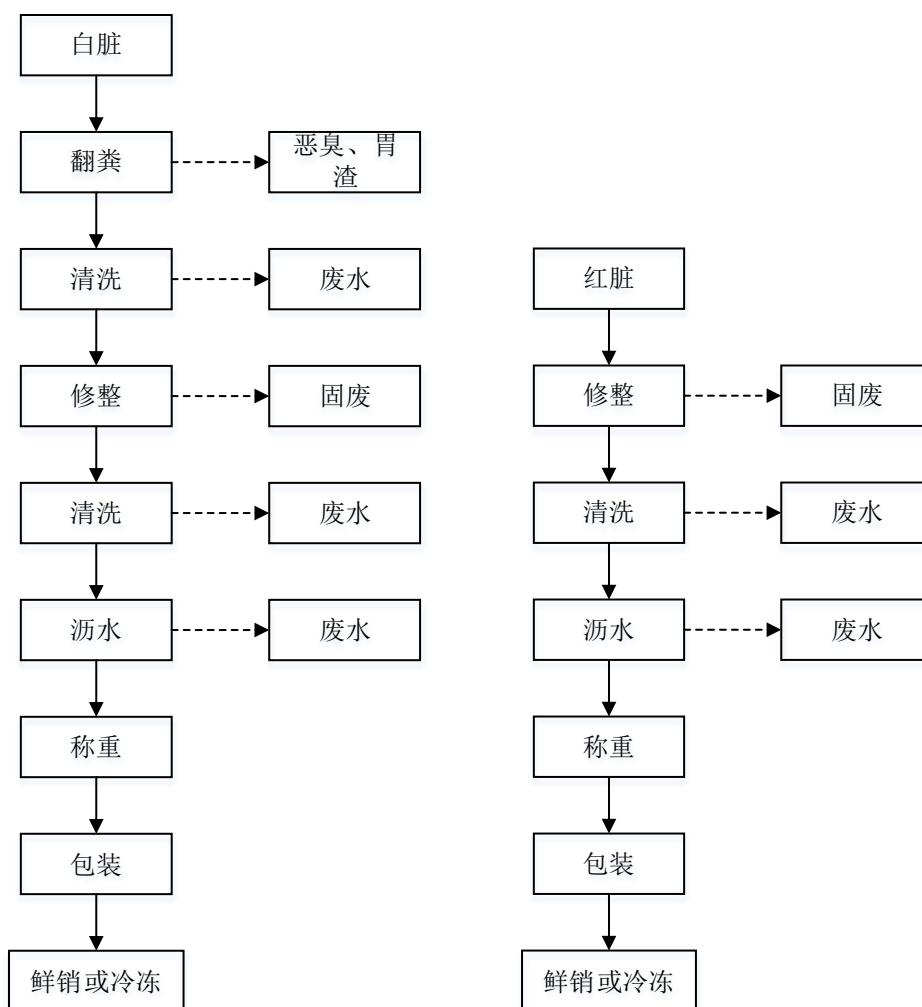 白脏
翻粪
恶臭、胃
渣
清洗
废水
红脏
修整
固废
修整
固废
清洗
废水
清洗
废水
沥水
废水
沥水
废水
称重
称重
包装
包装
鲜销或冷冻
鲜销或冷冻